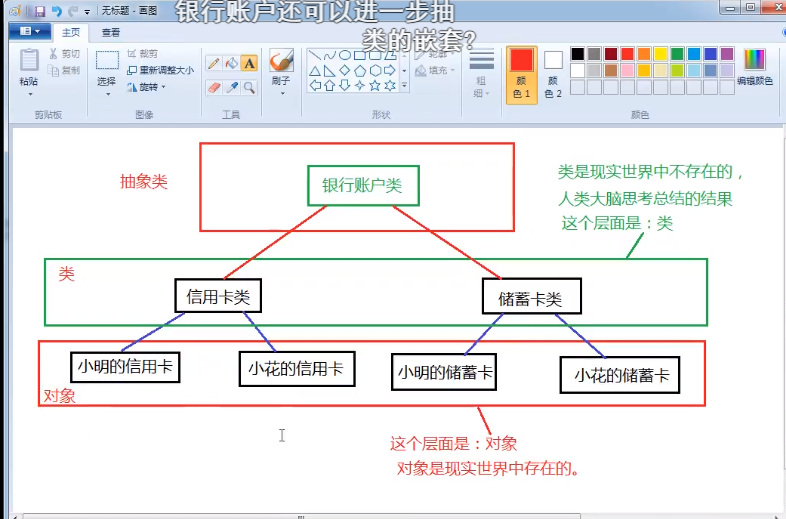 无标题 - 画图
银行账户还可以进一步抽
类的嵌套?
主页
查看
粘贴
剪切
复制
剪贴板
选择
裁剪
重新调整大小
旋转
图像
A
工具
刷子
轮廓
填充
形状
粗
细
颜
色 1
颜
色 2
编辑颜色
颜色
抽象类
银行账户类
类是现实世界中不存在的，
人类大脑思考总结的结果
这个层面是：类
类
信用卡类
储蓄卡类
小明的信用卡
小花的信用卡
小明的储蓄卡
小花的储蓄卡
对象
这个层面是：对象
对象是现实世界中存在的。